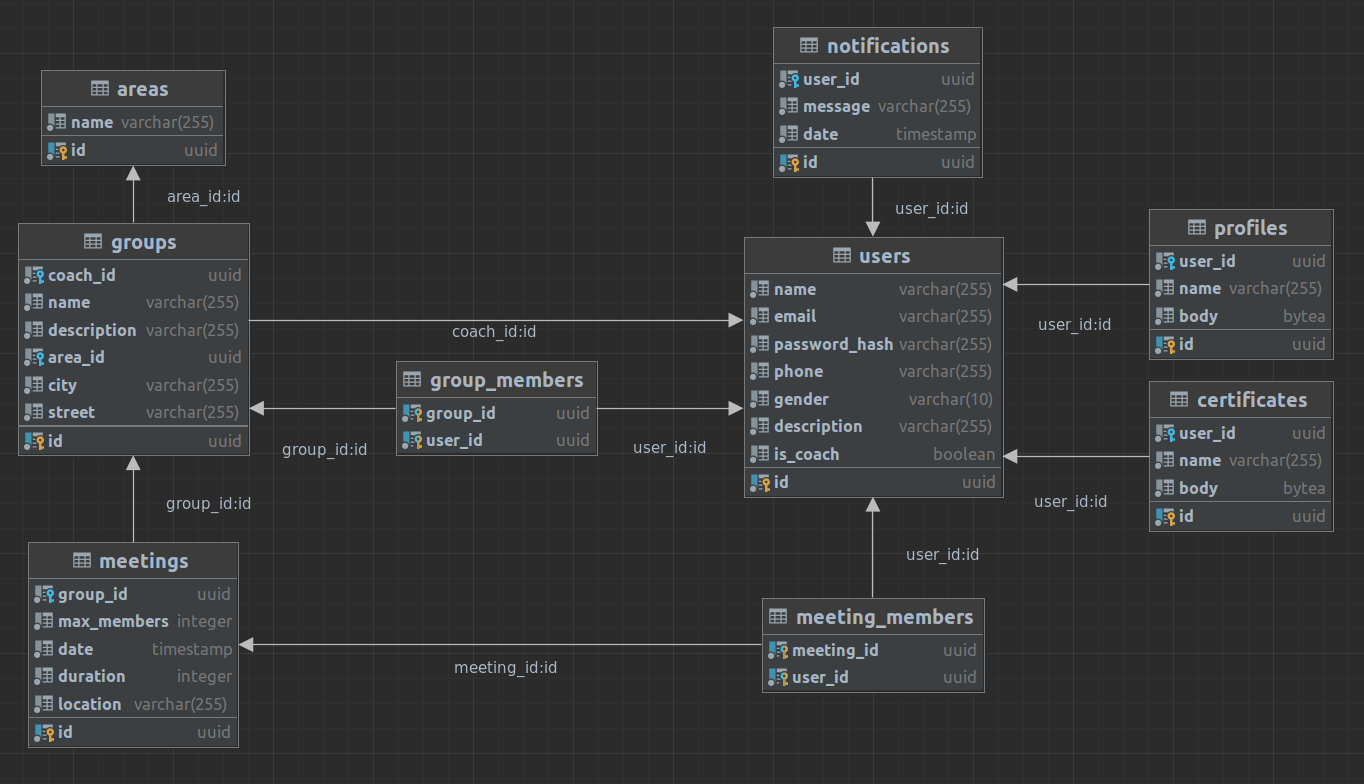 notifications
user_id uuid
message varchar(255)
date timestamp
id uuid
areas
name varchar(255)
id uuid
area_id:id
user_id:id
groups
coach_id uuid
name varchar(255)
description varchar(255)
area_id uuid
city varchar(255)
street varchar(255)
id uuid
users
name varchar(255)
email varchar(255)
password_hash varchar(255)
phone varchar(255)
gender varchar(10)
description varchar(255)
is_coach boolean
id uuid
profiles
user_id uuid
name varchar(255)
body bytea
id uuid
coach_id:id
user_id:id
group_members
group_id uuid
user_id uuid
certificates
user_id uuid
name varchar(255)
body bytea
id uuid
group_id:id
user_id:id
group_id:id
user_id:id
user_id:id
meetings
group_id uuid
max_members integer
date timestamp
duration integer
location varchar(255)
id uuid
meeting_id:id
meeting_members
meeting_id uuid
user_id uuid